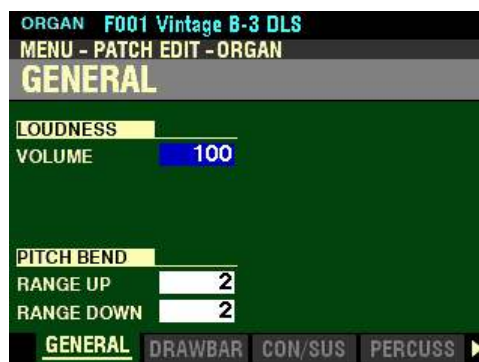 ORGAN F001 Vintage B-3 DLS
MENU - PATCH EDIT - ORGAN
GENERAL
LOUDNESS
VOLUME 100
PITCH BEND
RANGE UP 2
RANGE DOWN 2
GENERAL DRAWBAR CON/SUS PERCUSS